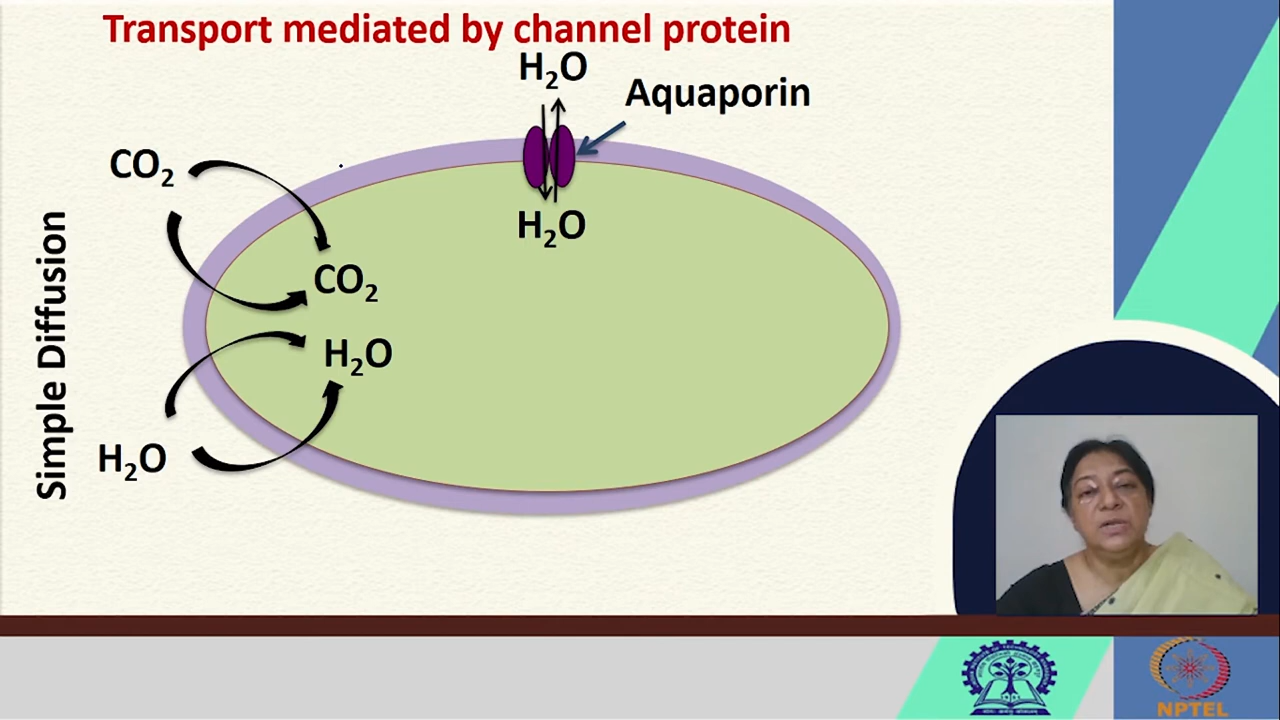 Transport mediated by channel protein
H₂O
Aquaporin
CO₂
H₂O
CO₂
H₂O
H₂O
Simple Diffusion
NPTEL